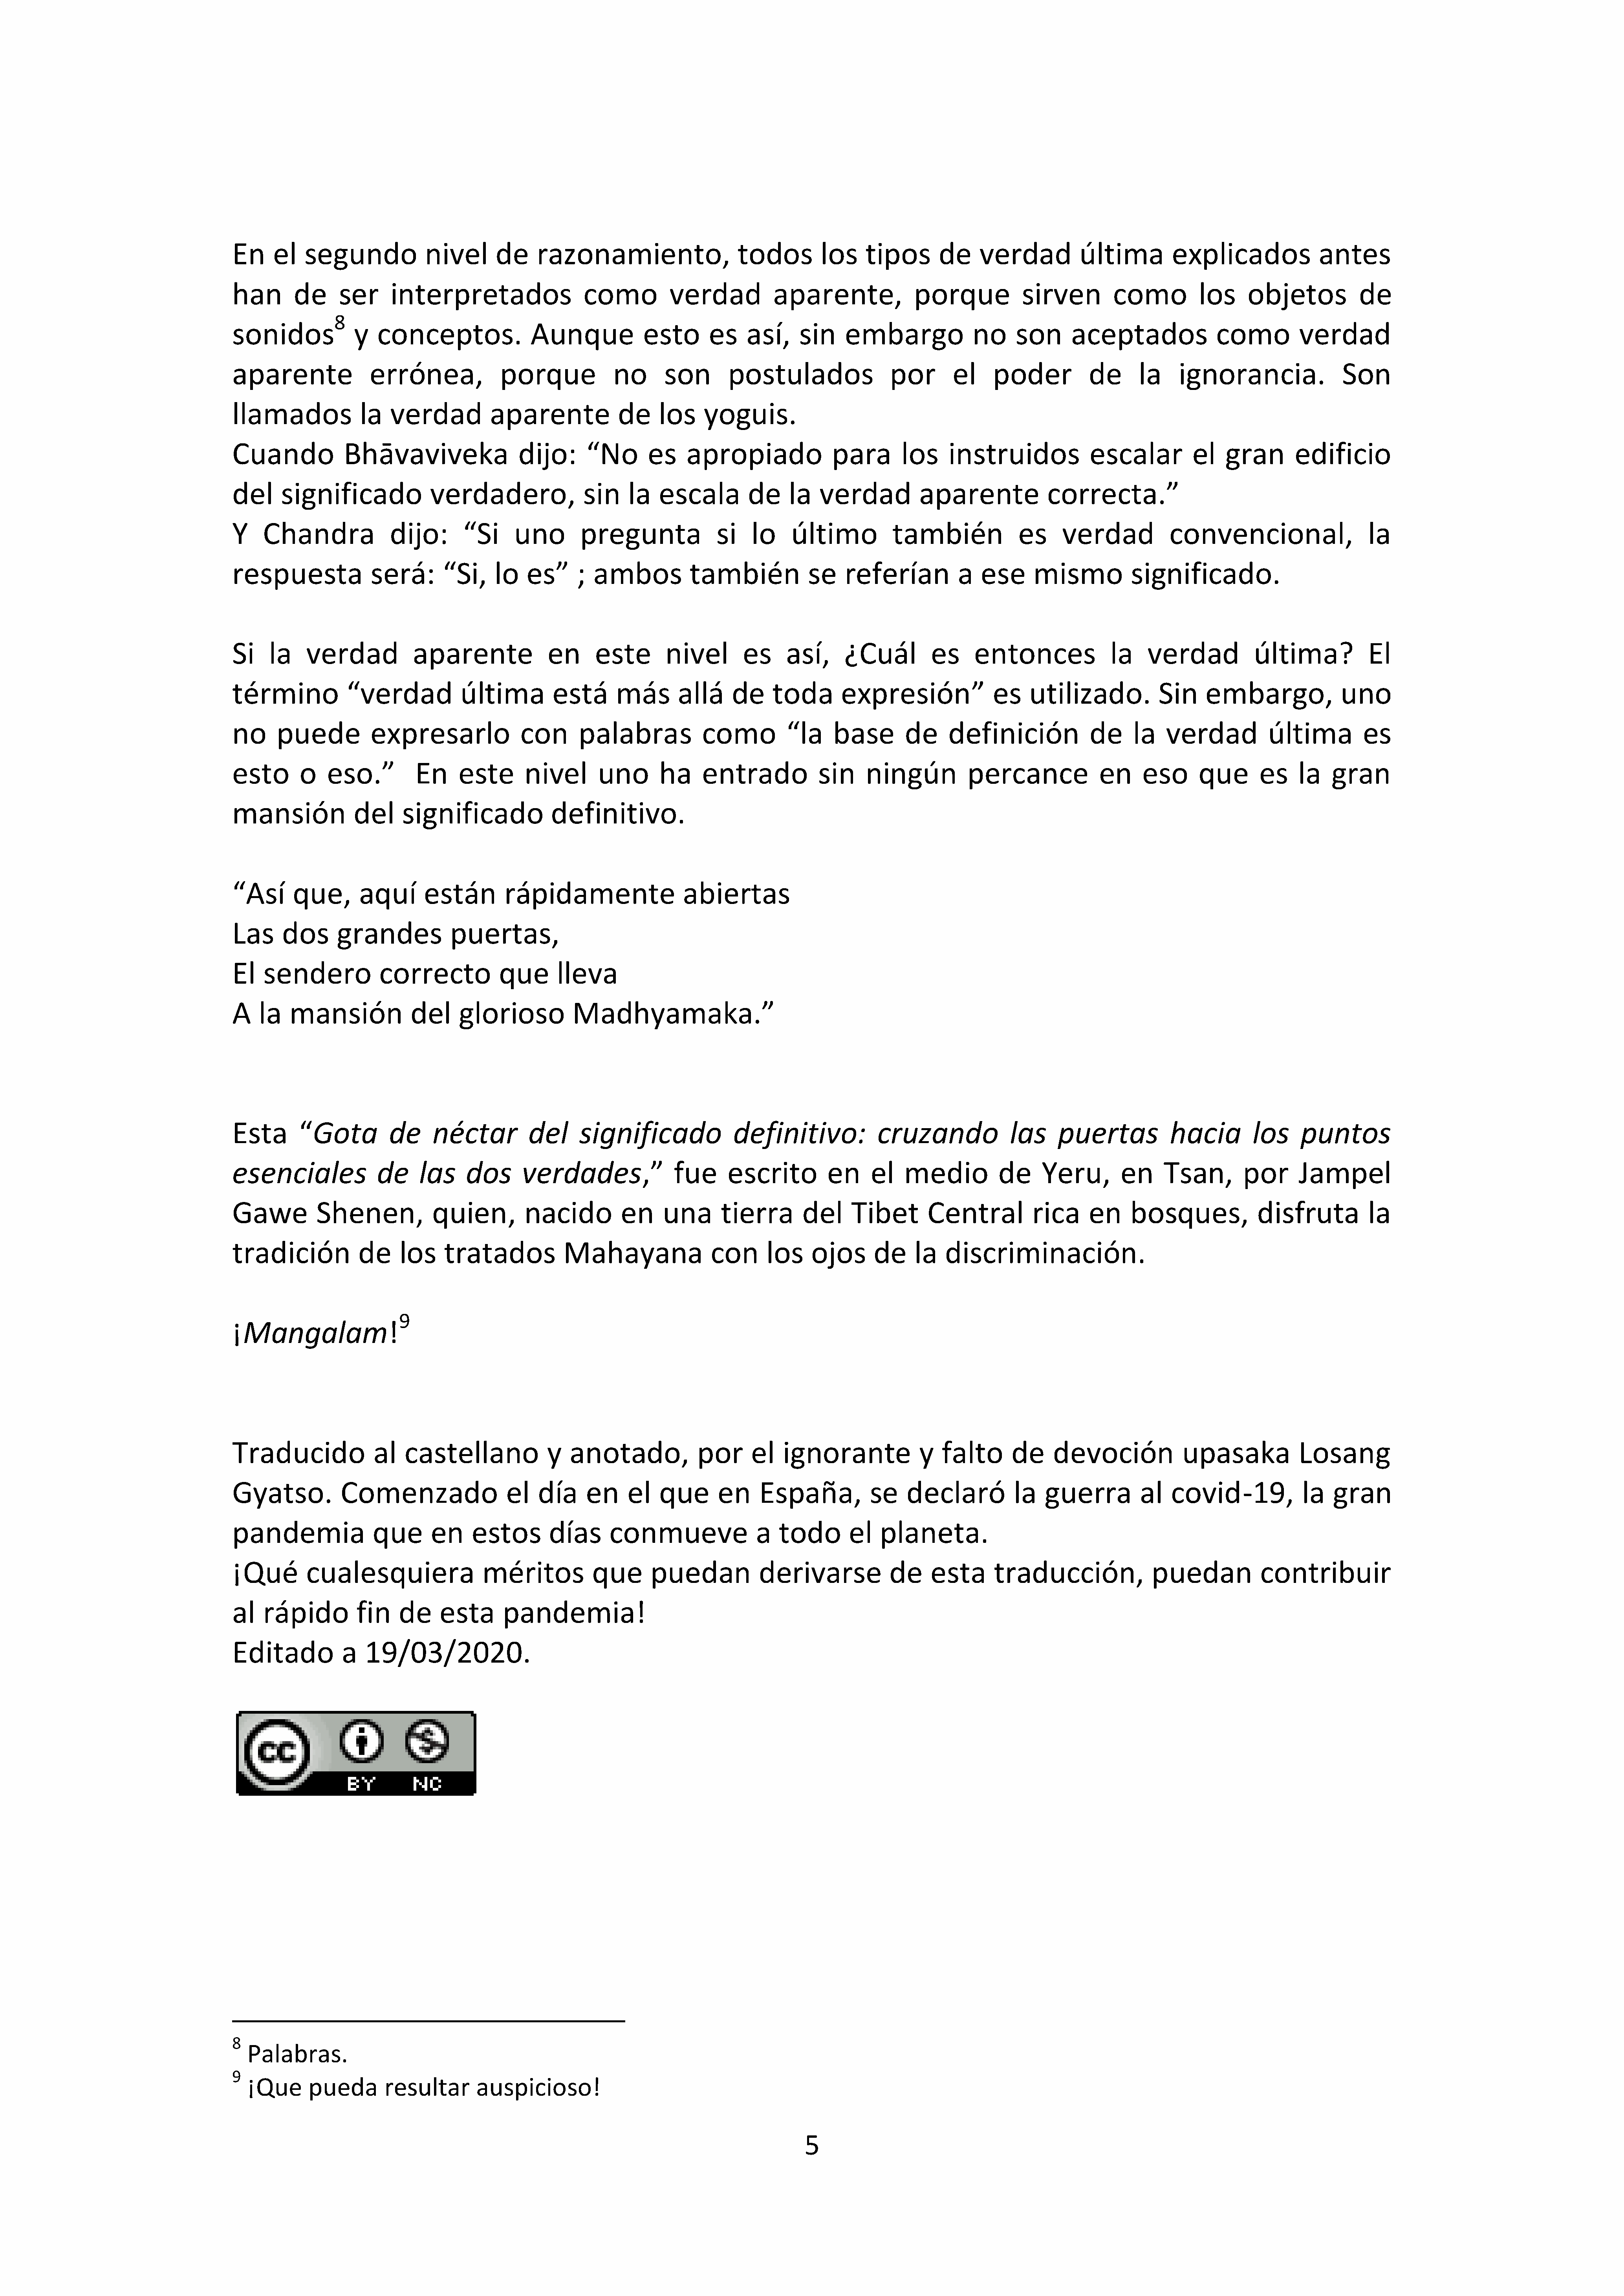 En el segundo nivel de razonamiento, todos los tipos de verdad última explicados antes
han de ser interpretados como verdad aparente, porque sirven como los objetos de
sonidos8 y conceptos. Aunque esto es así, sin embargo no son aceptados como verdad
aparente errónea, porque no son postulados por el poder de la ignorancia. Son
llamados la verdad aparente de los yoguis.
Cuando Bhāvaviveka dijo: “No es apropiado para los instruidos escalar el gran edificio
del significado verdadero, sin la escala de la verdad aparente correcta.”
Y Chandra dijo: “Si uno pregunta si lo último también es verdad convencional, la
respuesta será: “Si, lo es” ; ambos también se referían a ese mismo significado.
Si la verdad aparente en este nivel es así, ¿Cuál es entonces la verdad última? El
término “verdad última está más allá de toda expresión” es utilizado. Sin embargo, uno
no puede expresarlo con palabras como “la base de definición de la verdad última es
esto o eso.”  En este nivel uno ha entrado sin ningún percance en eso que es la gran
mansión del significado definitivo.
“Así que, aquí están rápidamente abiertas
Las dos grandes puertas,
El sendero correcto que lleva
A la mansión del glorioso Madhyamaka.”
Esta “Gota de néctar del significado definitivo: cruzando las puertas hacia los puntos
esenciales de las dos verdades,” fue escrito en el medio de Yeru, en Tsan, por Jampel
Gawe Shenen, quien, nacido en una tierra del Tibet Central rica en bosques, disfruta la
tradición de los tratados Mahayana con los ojos de la discriminación.
¡Mangalam!9
Traducido al castellano y anotado, por el ignorante y falto de devoción upasaka Losang
Gyatso. Comenzado el día en el que en España, se declaró la guerra al covid-19, la gran
pandemia que en estos días conmueve a todo el planeta.
¡Qué cualesquiera méritos que puedan derivarse de esta traducción, puedan contribuir
al rápido fin de esta pandemia!
Editado a 19/03/2020.
cc BY NC
8 Palabras.
9 ¡Que pueda resultar auspicioso!
5